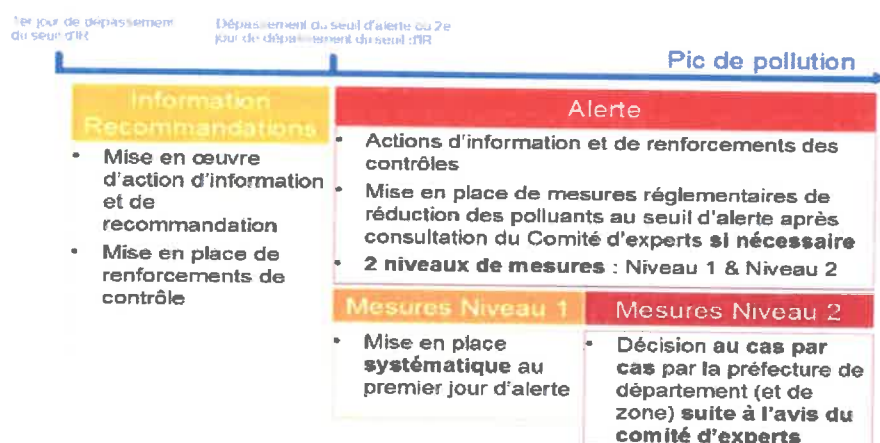 1er jour de dépassement
du seuil d'IR
Dépassement du seuil d'alerte ou 2e
jour de dépassement du seuil d'IR
Pic de pollution
Information
Recommandations
• Mise en œuvre
d'action d'information
et de
recommandation
• Mise en place de
renforcements de
contrôle
Alerte
• Actions d'information et de renforcements des
contrôles
• Mise en place de mesures réglementaires de
réduction des polluants au seuil d'alerte après
consultation du Comité d'experts si nécessaire
• 2 niveaux de mesures : Niveau 1 & Niveau 2
Mesures Niveau 1
• Mise en place
systématique au
premier jour d'alerte
Mesures Niveau 2
• Décision au cas par
cas par la préfecture de
département (et de
zone) suite à l'avis du
comité d'experts